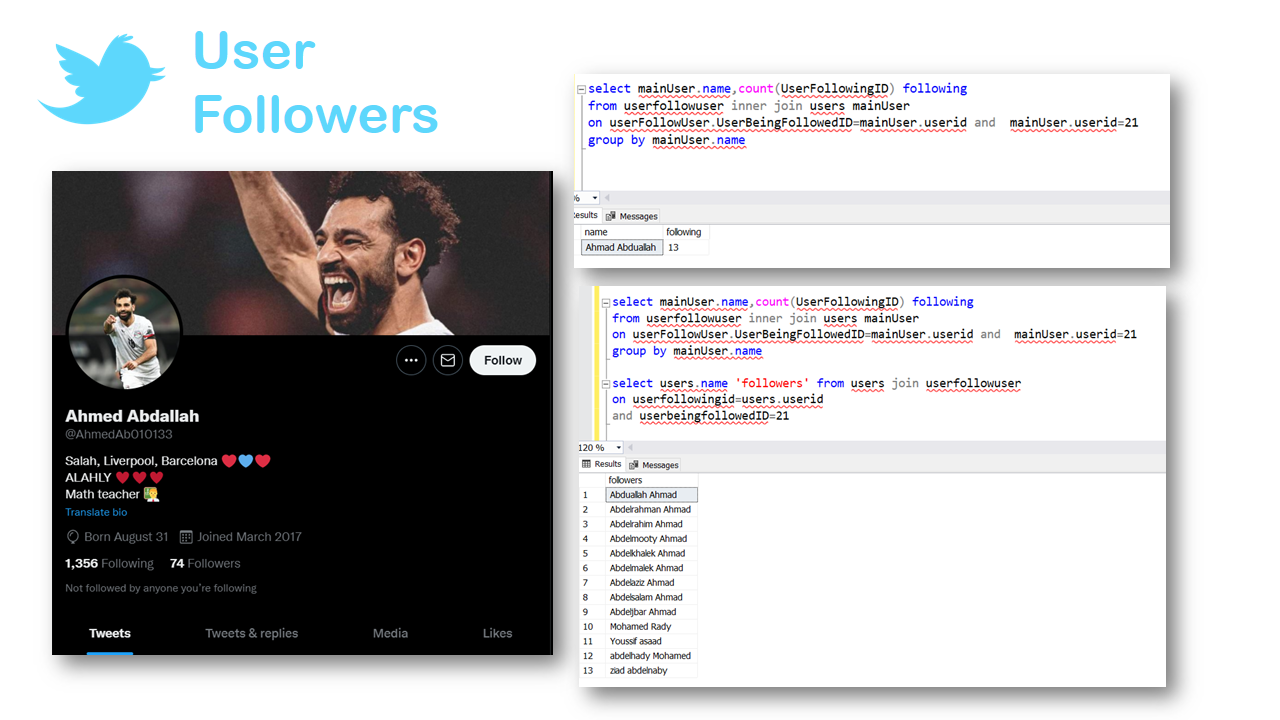 User
Followers
select mainUser.name,count(UserFollowingID) following
from userfollowuser inner join users mainUser
on userFollowUser.UserBeingFollowedID=mainUser.userid and mainUser.userid=21
group by mainUser.name
%
esults Messages
name following
Ahmad Abduallah 13
Follow
Ahmed Abdallah
@AhmedAb010133
Salah, Liverpool, Barcelona ❤️💙❤️
ALAHLY ♥️♥️♥️
Math teacher 👨‍🏫
Translate bio
Born August 31 Joined March 2017
1,356 Following 74 Followers
Not followed by anyone you're following
Tweets Tweets & replies Media Likes
select mainUser.name,count(UserFollowingID) following
from userfollowuser inner join users mainUser
on userFollowUser.UserBeingFollowedID=mainUser.userid and mainUser.userid=21
group by mainUser.name
select users.name 'followers' from users join userfollowuser
on userfollowingid=users.userid
and userbeingfollowedID=21
120 %
Results Messages
followers
1 Abduallah Ahmad
2 Abdelrahman Ahmad
3 Abdelrahim Ahmad
4 Abdelmooty Ahmad
5 Abdelkhalek Ahmad
6 Abdelmalek Ahmad
7 Abdelaziz Ahmad
8 Abdelsalam Ahmad
9 Abdeljbar Ahmad
10 Mohamed Rady
11 Youssif asaad
12 abdelhady Mohamed
13 ziad abdelnaby